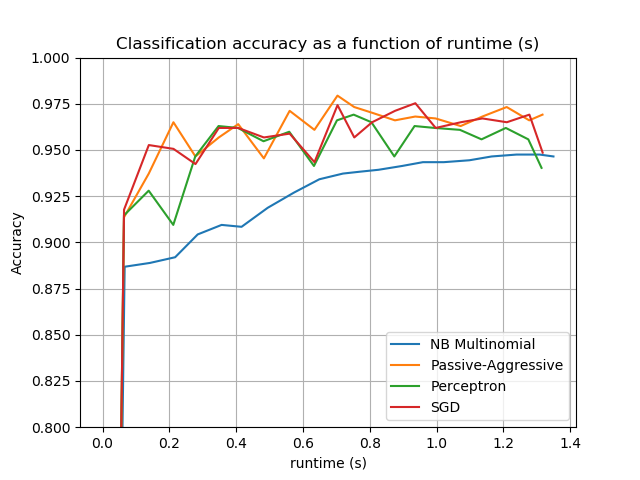 Classification accuracy as a function of runtime (s)
1.000
0.975
0.950
0.925
0.900
0.875
0.850
0.825
0.800
Accuracy
NB Multinomial
Passive-Aggressive
Perceptron
SGD
0.0 0.2 0.4 0.6 0.8 1.0 1.2 1.4
runtime (s)